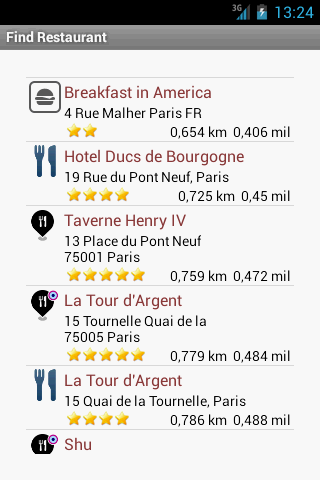 3G 13:24
Find Restaurant
Breakfast in America
4 Rue Malher Paris FR
0,654 km 0,406 mil
Hotel Ducs de Bourgogne
19 Rue du Pont Neuf, Paris
0,725 km 0,45 mil
Taverne Henry IV
13 Place du Pont Neuf
75001 Paris
0,759 km 0,472 mil
La Tour d'Argent
15 Tournelle Quai de la
75005 Paris
0,779 km 0,484 mil
La Tour d'Argent
15 Quai de la Tournelle, Paris
0,786 km 0,488 mil
Shu